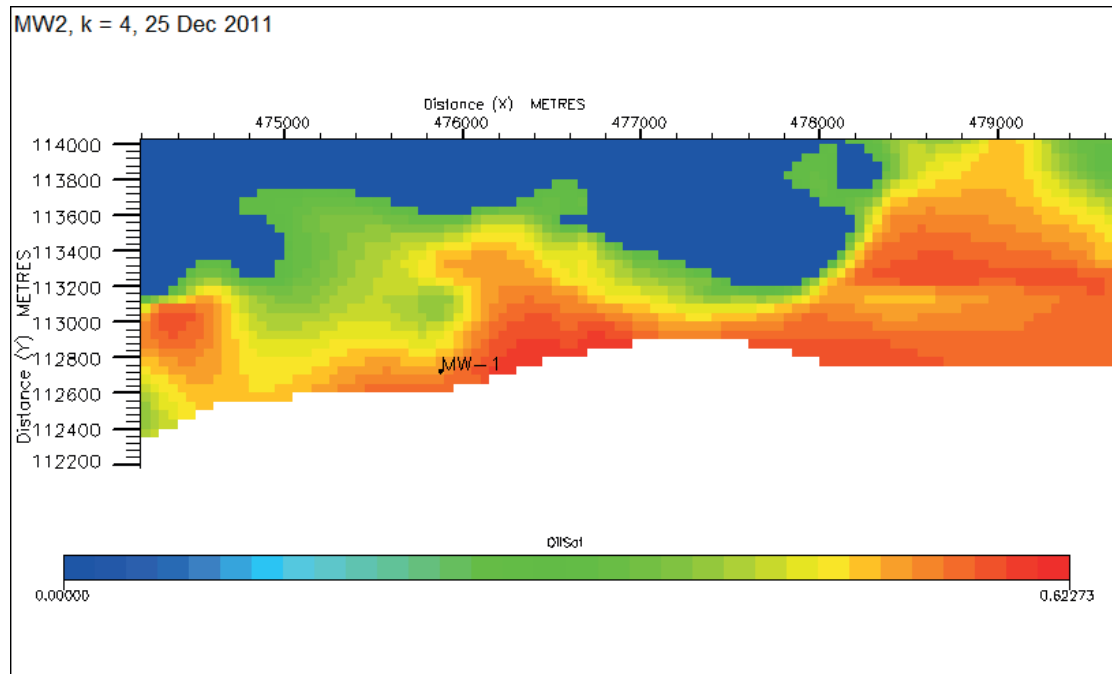 MW2, k = 4, 25 Dec 2011
Distance (X) METRES
475000 476000 477000 478000 479000
Distance (Y) METRES
114000
113800
113600
113400
113200
113000
112800
112600
112400
112200
MW-1
OilSat
0.00000 0.62273